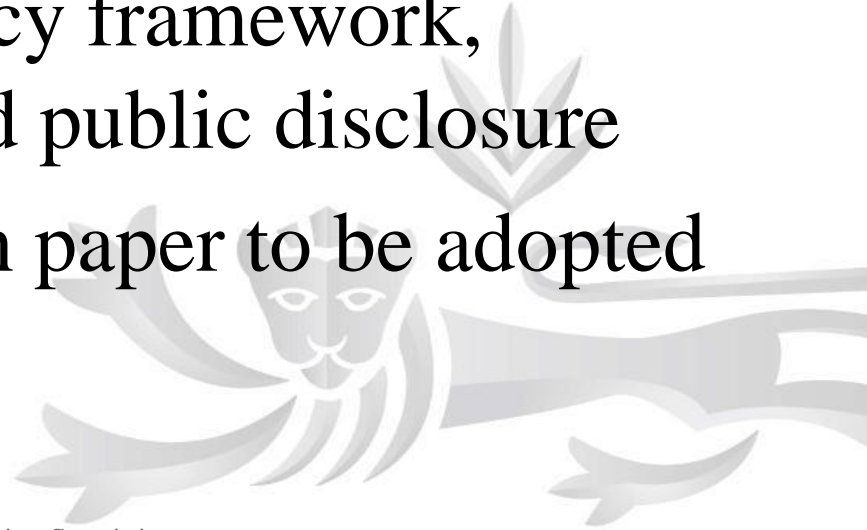 cy framework,
d public disclosure
n paper to be adopted